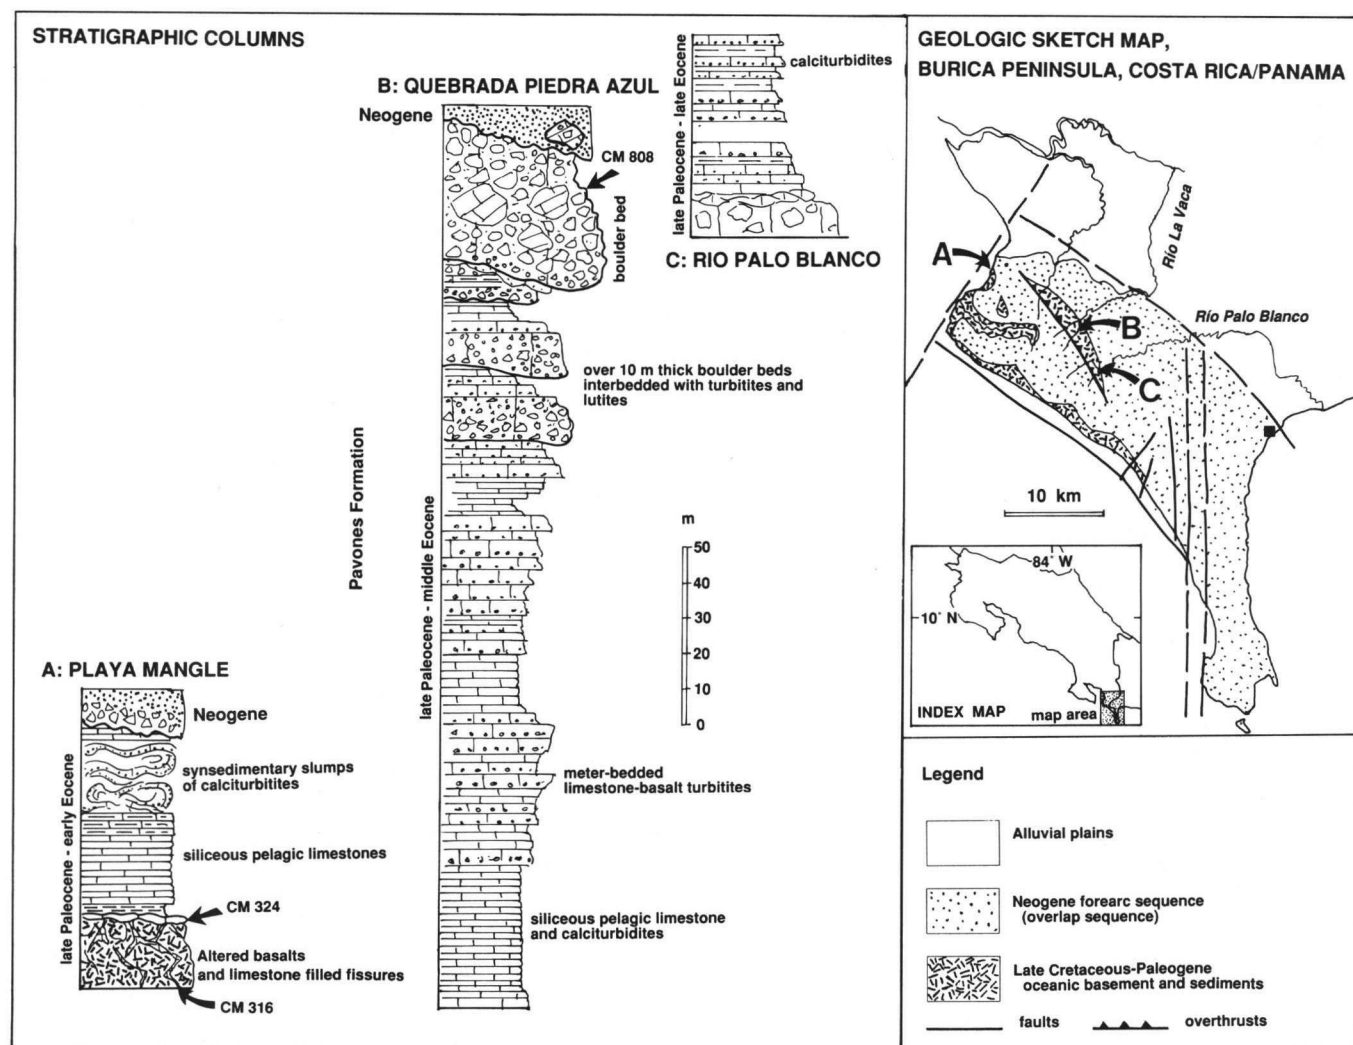 STRATIGRAPHIC COLUMNS
B: QUEBRADA PIEDRA AZUL
Neogene
CM 808
boulder bed
late Paleocene - late Eocene
calciturbidites
C: RIO PALO BLANCO
over 10 m thick boulder beds
interbedded with turbitites and
lutites
Pavones Formation
late Paleocene - middle Eocene
m
50
40
30
20
10
0
meter-bedded
limestone-basalt turbitites
siliceous pelagic limestone
and calciturbidites
A: PLAYA MANGLE
Neogene
late Paleocene - early Eocene
synsedimentary slumps
of calciturbitites
siliceous pelagic limestones
CM 324
Altered basalts
and limestone filled fissures
CM 316
GEOLOGIC SKETCH MAP,
BURICA PENINSULA, COSTA RICA/PANAMA
Río La Vaca
A
Río Palo Blanco
B
C
10 km
84° W
10° N
INDEX MAP
map area
Legend
Alluvial plains
Neogene forearc sequence
(overlap sequence)
Late Cretaceous-Paleogene
oceanic basement and sediments
faults
overthrusts